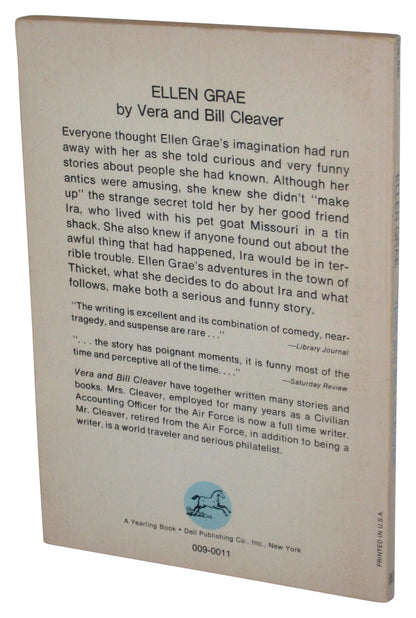 ELLEN GRAE
by Vera and Bill Cleaver
Everyone thought Ellen Grae's imagination had run
away with her as she told curious and very funny
stories about people she had known. Although her
antics were amusing, she knew she didn't "make
up" the strange secret told her by her good friend
Ira, who lived with his pet goat Missouri in a tin
shack. She also knew if anyone found out about the
awful thing that had happened, Ira would be in ter-
rible trouble. Ellen Grae's adventures in the town of
Thicket, what she decides to do about Ira and what
follows, make both a serious and funny story.
"The writing is excellent and its combination of comedy, near-
tragedy, and suspense are rare . . ."
—Library Journal
". . . the story has poignant moments, it is funny most of the
time and perceptive all of the time. . . ."
—Saturday Review
Vera and Bill Cleaver have together written many stories and
books. Mrs. Cleaver, employed for many years as a Civilian
Accounting Officer for the Air Force is now a full time writer.
Mr. Cleaver, retired from the Air Force, in addition to being a
writer, is a world traveler and serious philatelist.
A Yearling Book • Dell Publishing Co., Inc., New York
009-0011
PRINTED IN U.S.A.
ELLEN GRAE